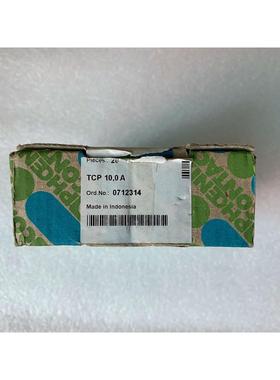 Pieces: 20
TCP 10,0 A
Ord.No.: 0712314
Made in Indonesia